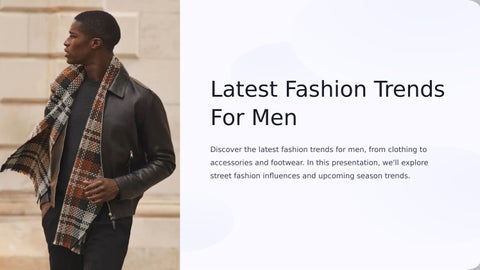 Latest Fashion Trends
For Men
Discover the latest fashion trends for men, from clothing to
accessories and footwear. In this presentation, we'll explore
street fashion influences and upcoming season trends.